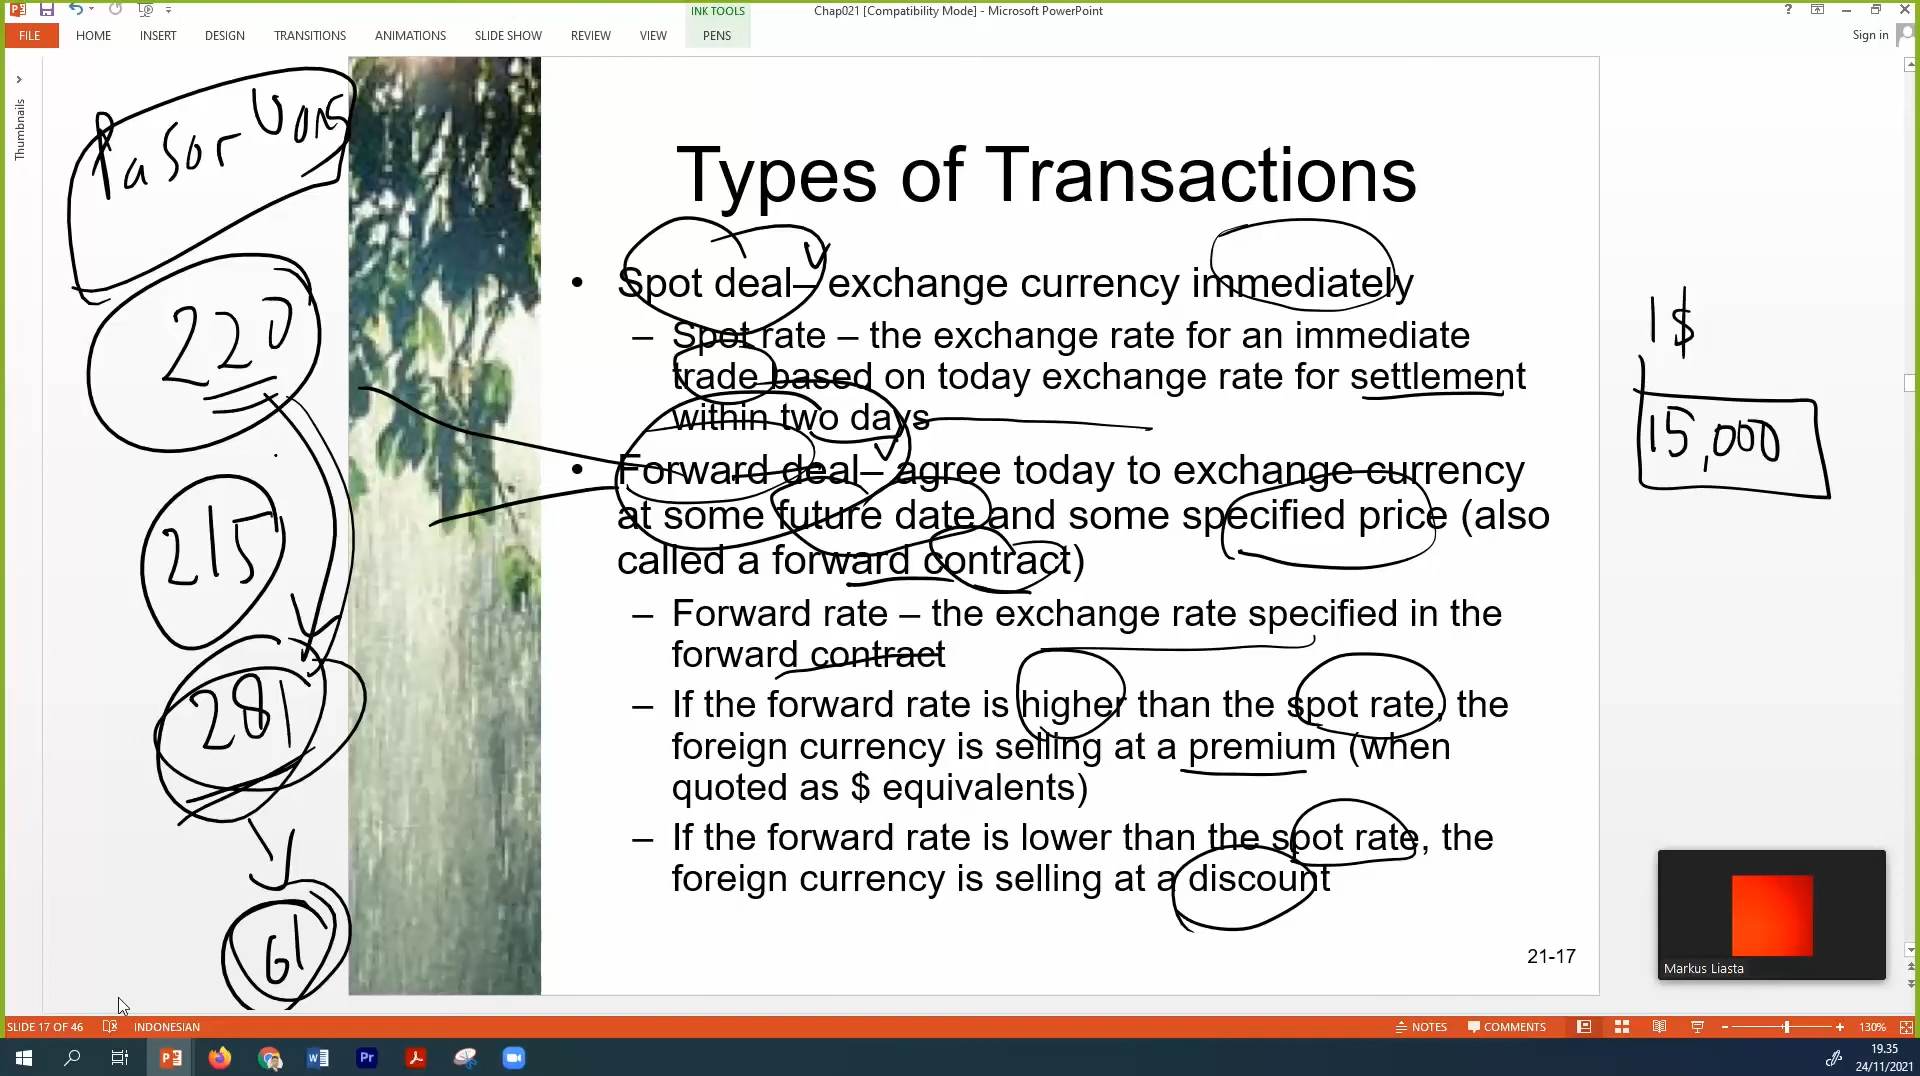 Chap021 [Compatibility Mode] - Microsoft PowerPoint
INK TOOLS
FILE
HOME
INSERT
DESIGN
TRANSITIONS
ANIMATIONS
SLIDE SHOW
REVIEW
VIEW
PENS
Sign in
Thumbnails
Pasar Uang
220
215
281
61
Types of Transactions
• Spot deal– exchange currency immediately
– Spot rate – the exchange rate for an immediate
trade based on today exchange rate for settlement
within two days
• Forward deal– agree today to exchange currency
at some future date and some specified price (also
called a forward contract)
– Forward rate – the exchange rate specified in the
forward contract
– If the forward rate is higher than the spot rate, the
foreign currency is selling at a premium (when
quoted as $ equivalents)
– If the forward rate is lower than the spot rate, the
foreign currency is selling at a discount
21-17
1 $
15,000
Markus Liasta
SLIDE 17 OF 46
INDONESIAN
NOTES
COMMENTS
130%
19.35
24/11/2021